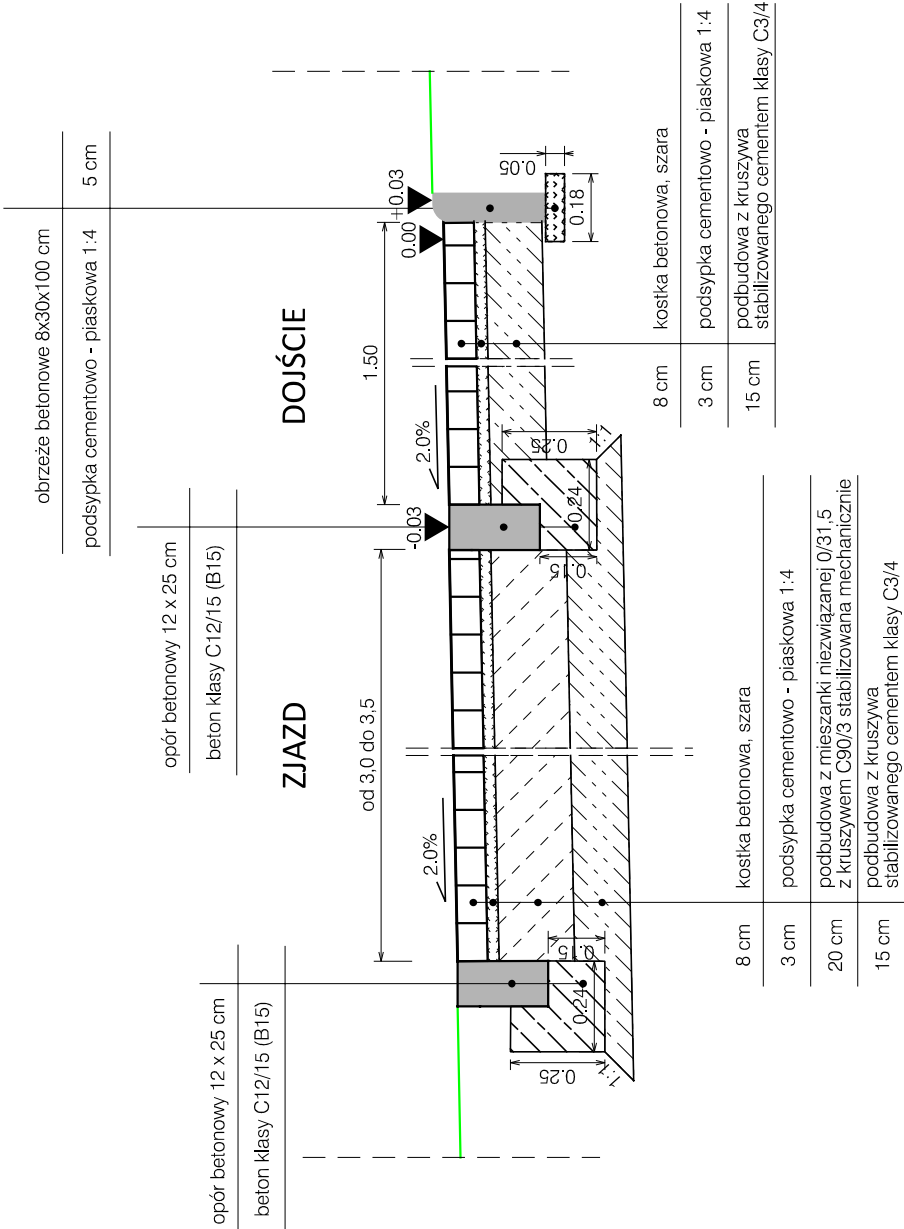 opór betonowy 12 x 25 cm
beton klasy C12/15 (B15)
opór betonowy 12 x 25 cm
beton klasy C12/15 (B15)
obrzeże betonowe 8x30x100 cm
podsypka cementowo - piaskowa 1:4
5 cm
ZJAZD
DOJŚCIE
od 3,0 do 3,5
1.50
2.0%
2.0%
-0.03
0.00
+0.03
0.25
0.24
0.15
1:1
0.15
0.24
0.25
1:1
0.18
0.05
8 cm kostka betonowa, szara
3 cm podsypka cementowo - piaskowa 1:4
20 cm podbudowa z mieszanki niezwiązanej 0/31,5
z kruszywem C90/3 stabilizowana mechanicznie
15 cm podbudowa z kruszywa
stabilizowanego cementem klasy C3/4
8 cm kostka betonowa, szara
3 cm podsypka cementowo - piaskowa 1:4
15 cm podbudowa z kruszywa
stabilizowanego cementem klasy C3/4